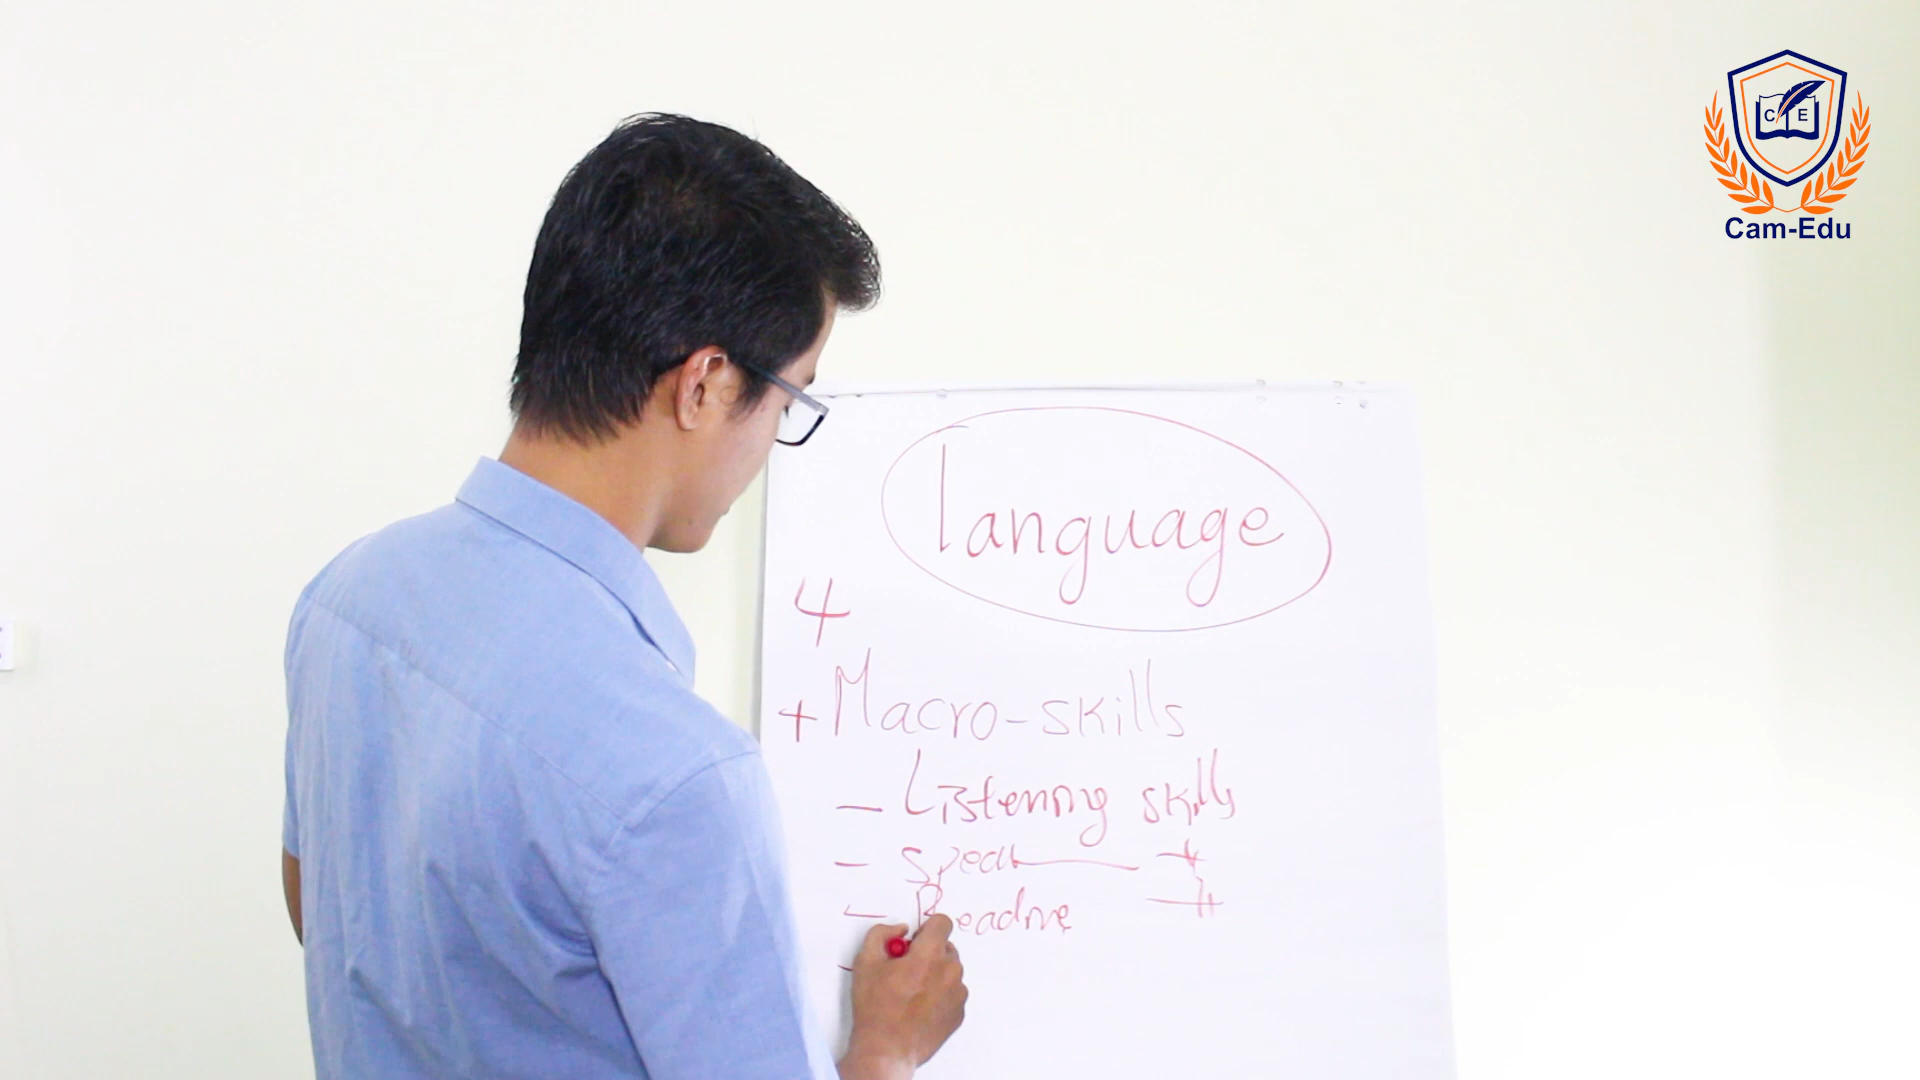 C E
Cam-Edu
language
4
+ Macro-skills
- Listening skills
- Speak
- Reading
-